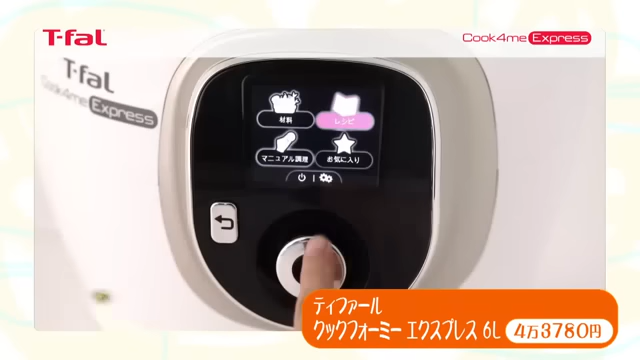 T-faL
Cook4me Express
T-faL
Cook4me Express
材料
レシピ
マニュアル調理
お気に入り
ティファール
クックフォーミー エクスプレス 6L 4万3780円